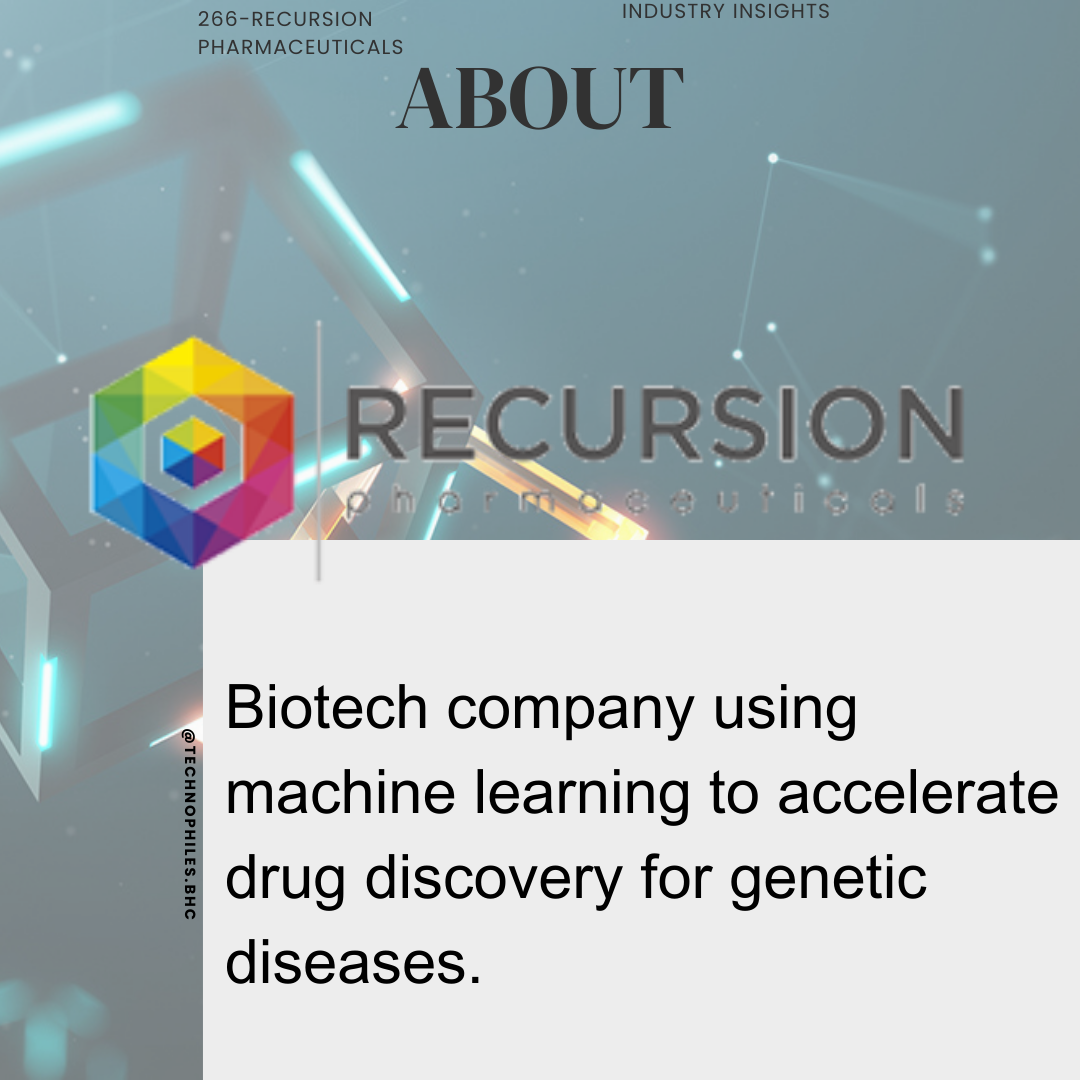 266-RECURSION
PHARMACEUTICALS
INDUSTRY INSIGHTS
ABOUT
RECURSION
pharmaceuticals
Biotech company using
machine learning to accelerate
drug discovery for genetic
diseases.
@TECHNOPHILES.BHC